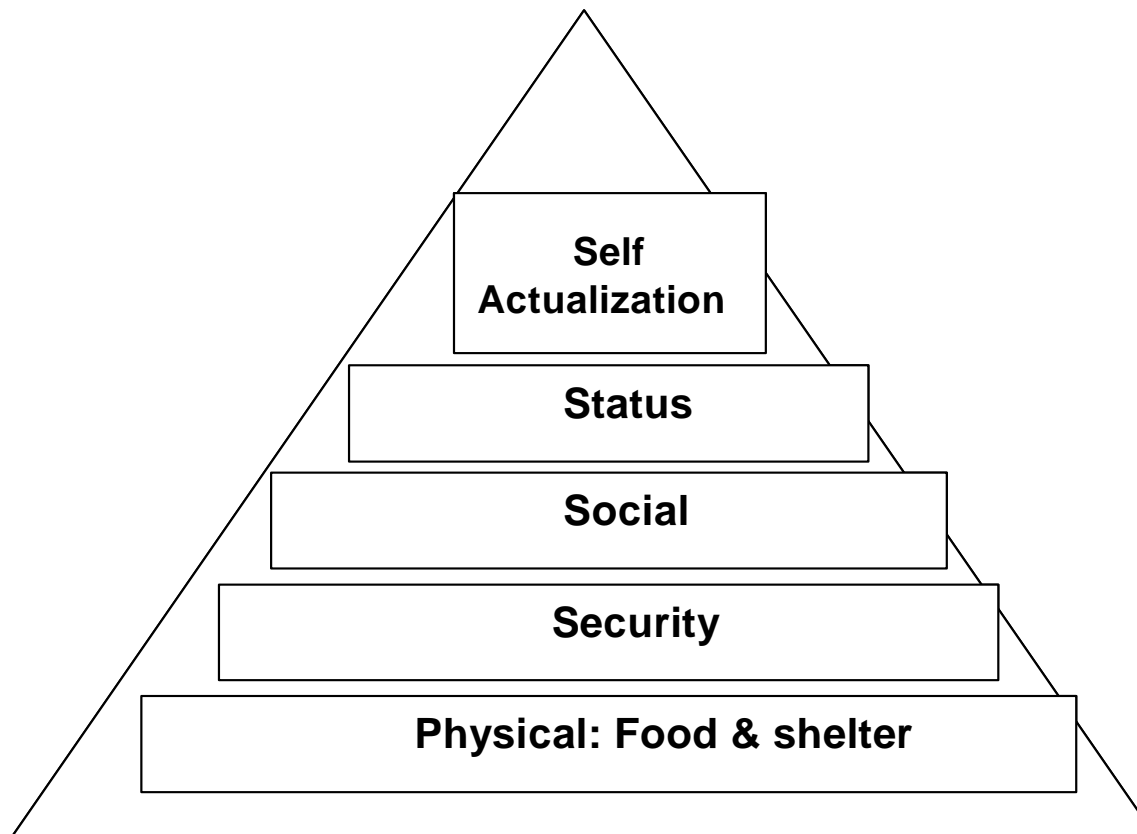 Self
Actualization
Status
Social
Security
Physical: Food & shelter